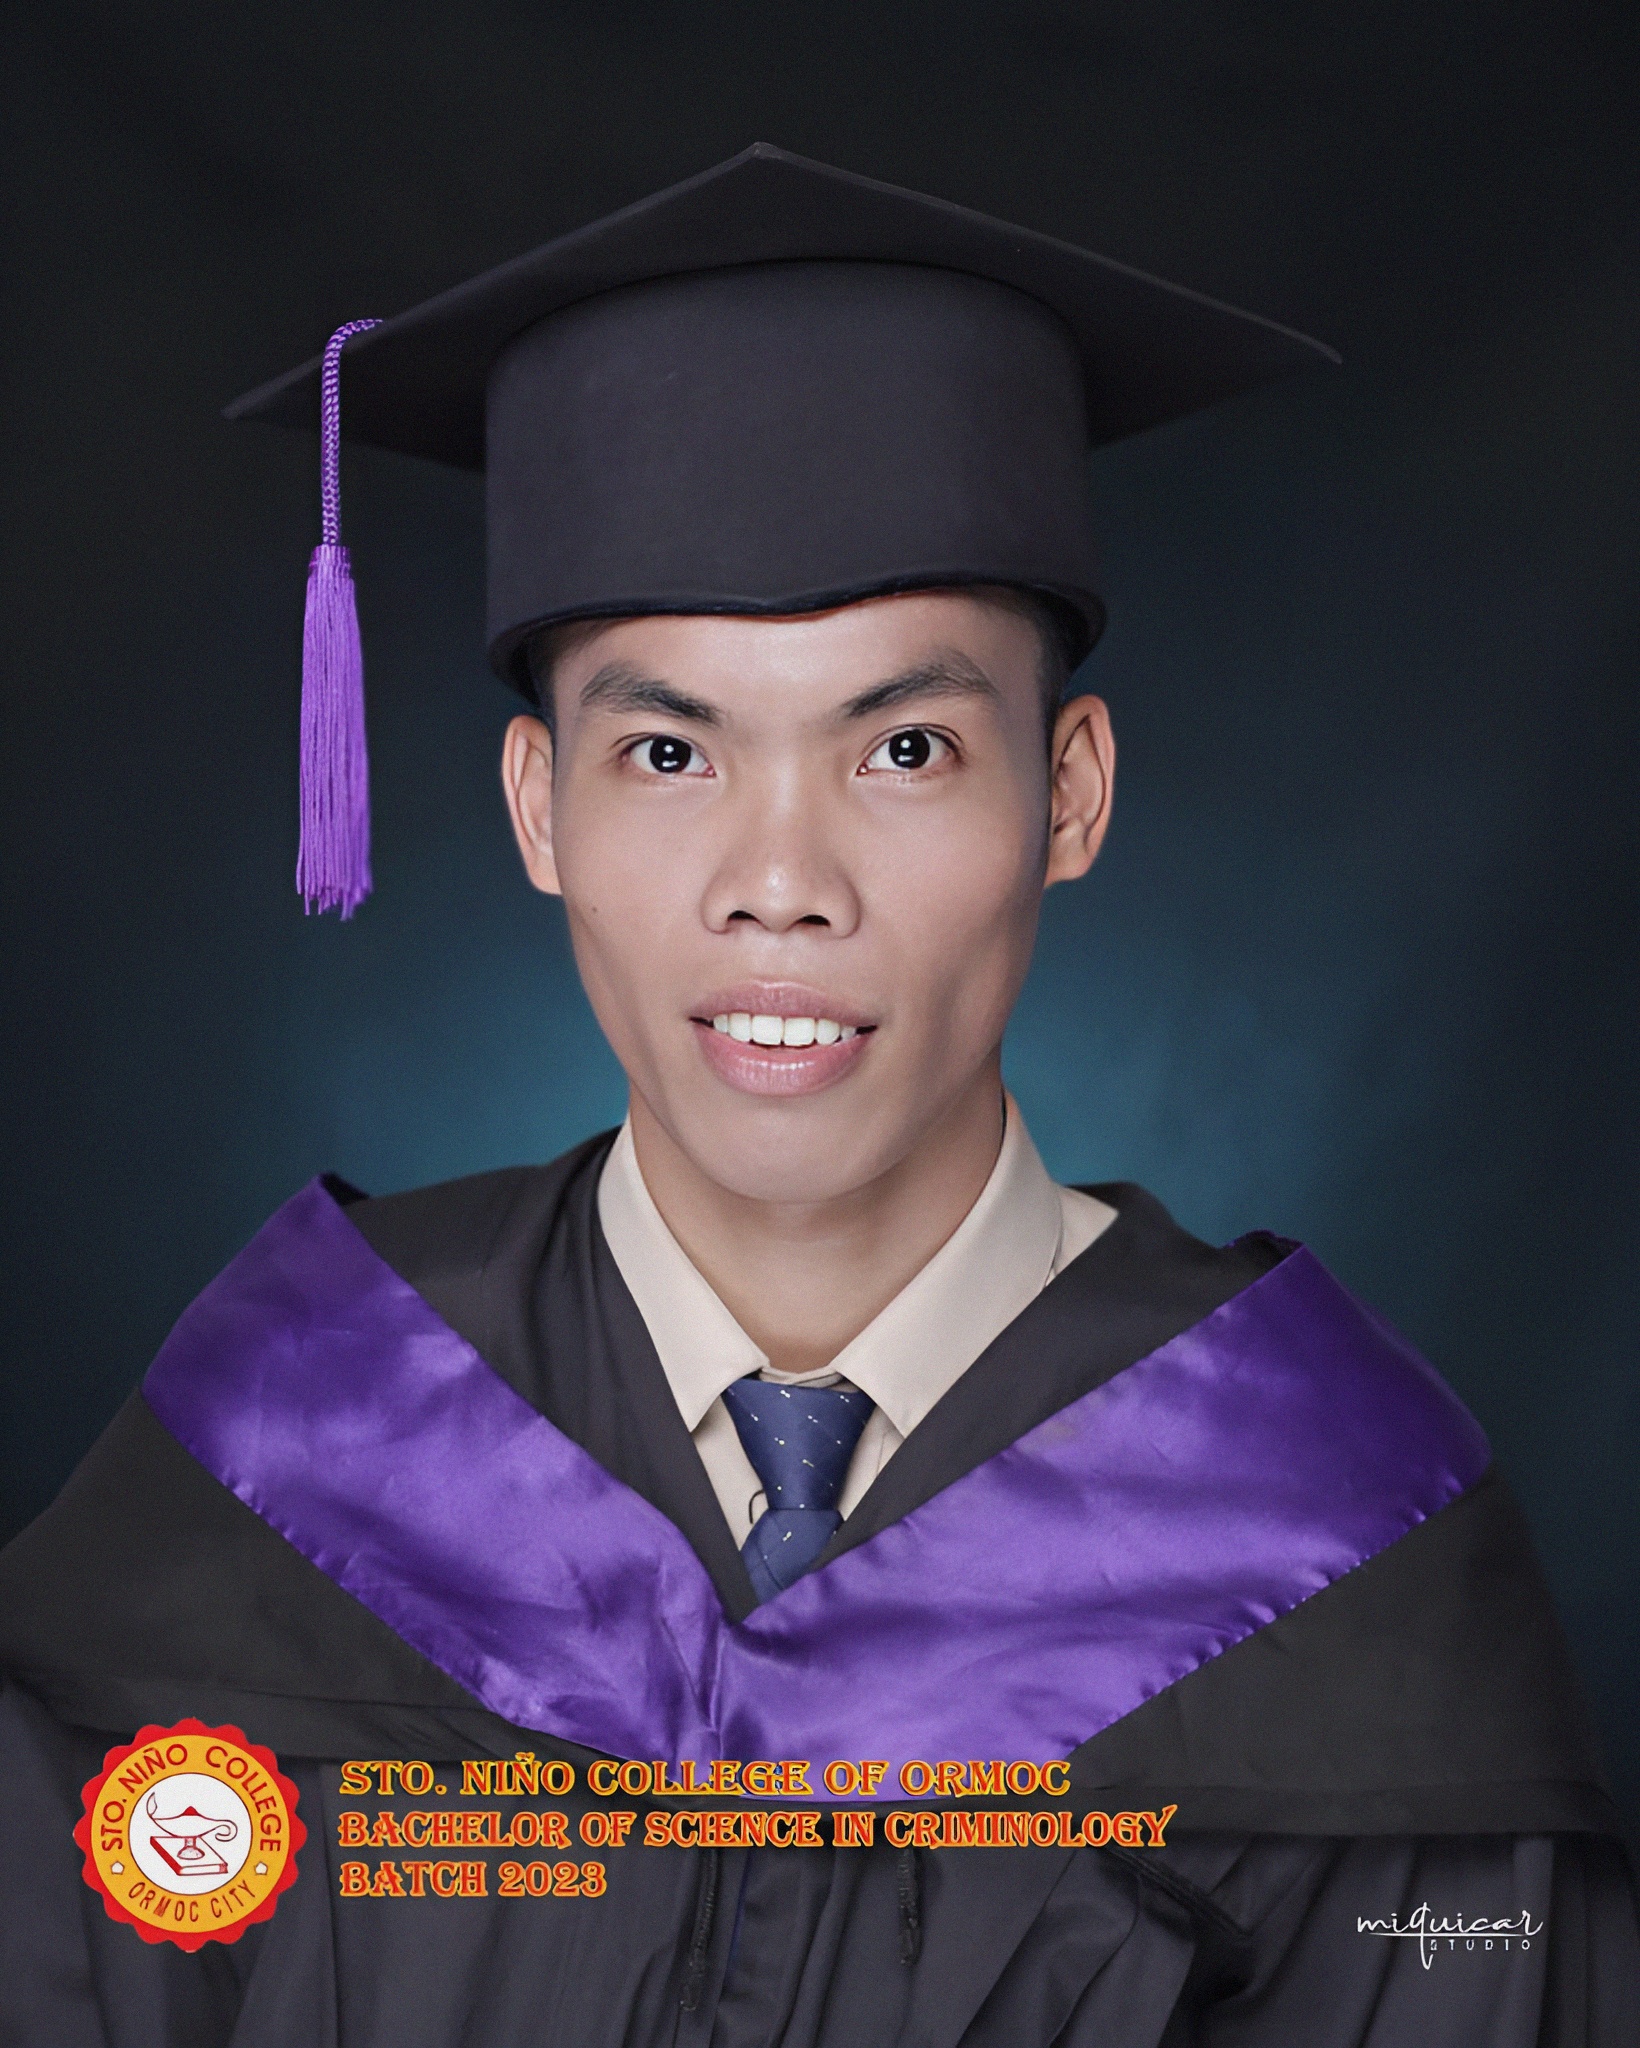 STO. NIÑO COLLEGE
ORMOC CITY
STO. NIÑO COLLEGE OF ORMOC
BACHELOR OF SCIENCE IN CRIMINOLOGY
BATCH 2023
miquicar
STUDIO